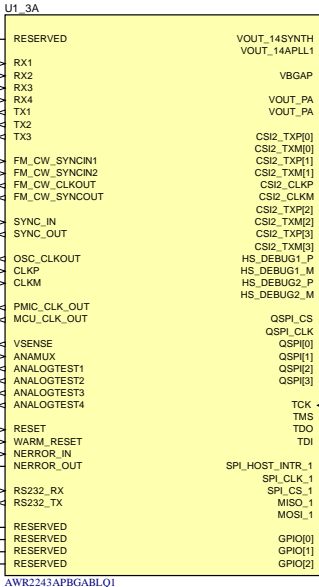 U1_3A
RESERVED
VOUT_14SYNTH
VOUT_14APLL1
RX1
RX2
VBGAP
RX3
RX4
VOUT_PA
TX1
VOUT_PA
TX2
TX3
CSI2_TXP[0]
CSI2_TXM[0]
FM_CW_SYNCIN1
CSI2_TXP[1]
FM_CW_SYNCIN2
CSI2_TXM[1]
FM_CW_CLKOUT
CSI2_CLKP
FM_CW_SYNCOUT
CSI2_CLKM
CSI2_TXP[2]
SYNC_IN
CSI2_TXM[2]
SYNC_OUT
CSI2_TXP[3]
CSI2_TXM[3]
OSC_CLKOUT
HS_DEBUG1_P
CLKP
HS_DEBUG1_M
CLKM
HS_DEBUG2_P
HS_DEBUG2_M
PMIC_CLK_OUT
MCU_CLK_OUT
QSPI_CS
QSPI_CLK
VSENSE
QSPI[0]
ANAMUX
QSPI[1]
ANALOGTEST1
QSPI[2]
ANALOGTEST2
QSPI[3]
ANALOGTEST3
ANALOGTEST4
TCK
TMS
RESET
TDO
WARM_RESET
TDI
NERROR_IN
NERROR_OUT
SPI_HOST_INTR_1
SPI_CLK_1
RS232_RX
SPI_CS_1
RS232_TX
MISO_1
MOSI_1
RESERVED
RESERVED
GPIO[0]
RESERVED
GPIO[1]
RESERVED
GPIO[2]
AWR2243APBGABLQ1